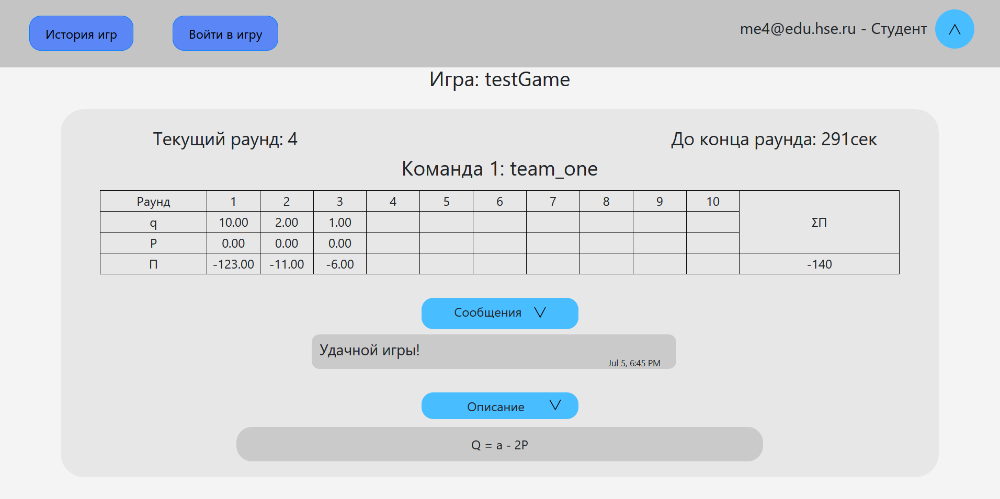 История игр
Войти в игру
me4@edu.hse.ru - Студент
Игра: testGame
Текущий раунд: 4
До конца раунда: 291сек
Команда 1: team_one
Раунд 1 2 3 4 5 6 7 8 9 10 ΣП
q 10.00 2.00 1.00
P 0.00 0.00 0.00
П -123.00 -11.00 -6.00 -140
Сообщения
Удачной игры!
Jul 5, 6:45 PM
Описание
Q = a - 2P